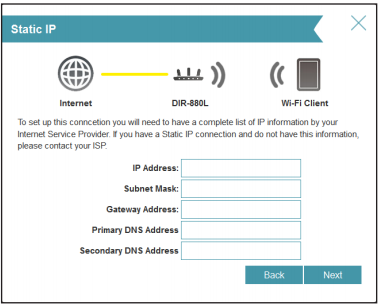 Static IP
Internet
DIR-880L
Wi-Fi Client
To set up this conncetion you will need to have a complete list of IP information by your
Internet Service Provider. If you have a Static IP connection and do not have this information,
please contact your ISP.
IP Address:
Subnet Mask:
Gateway Address:
Primary DNS Address
Secondary DNS Address
Back
Next